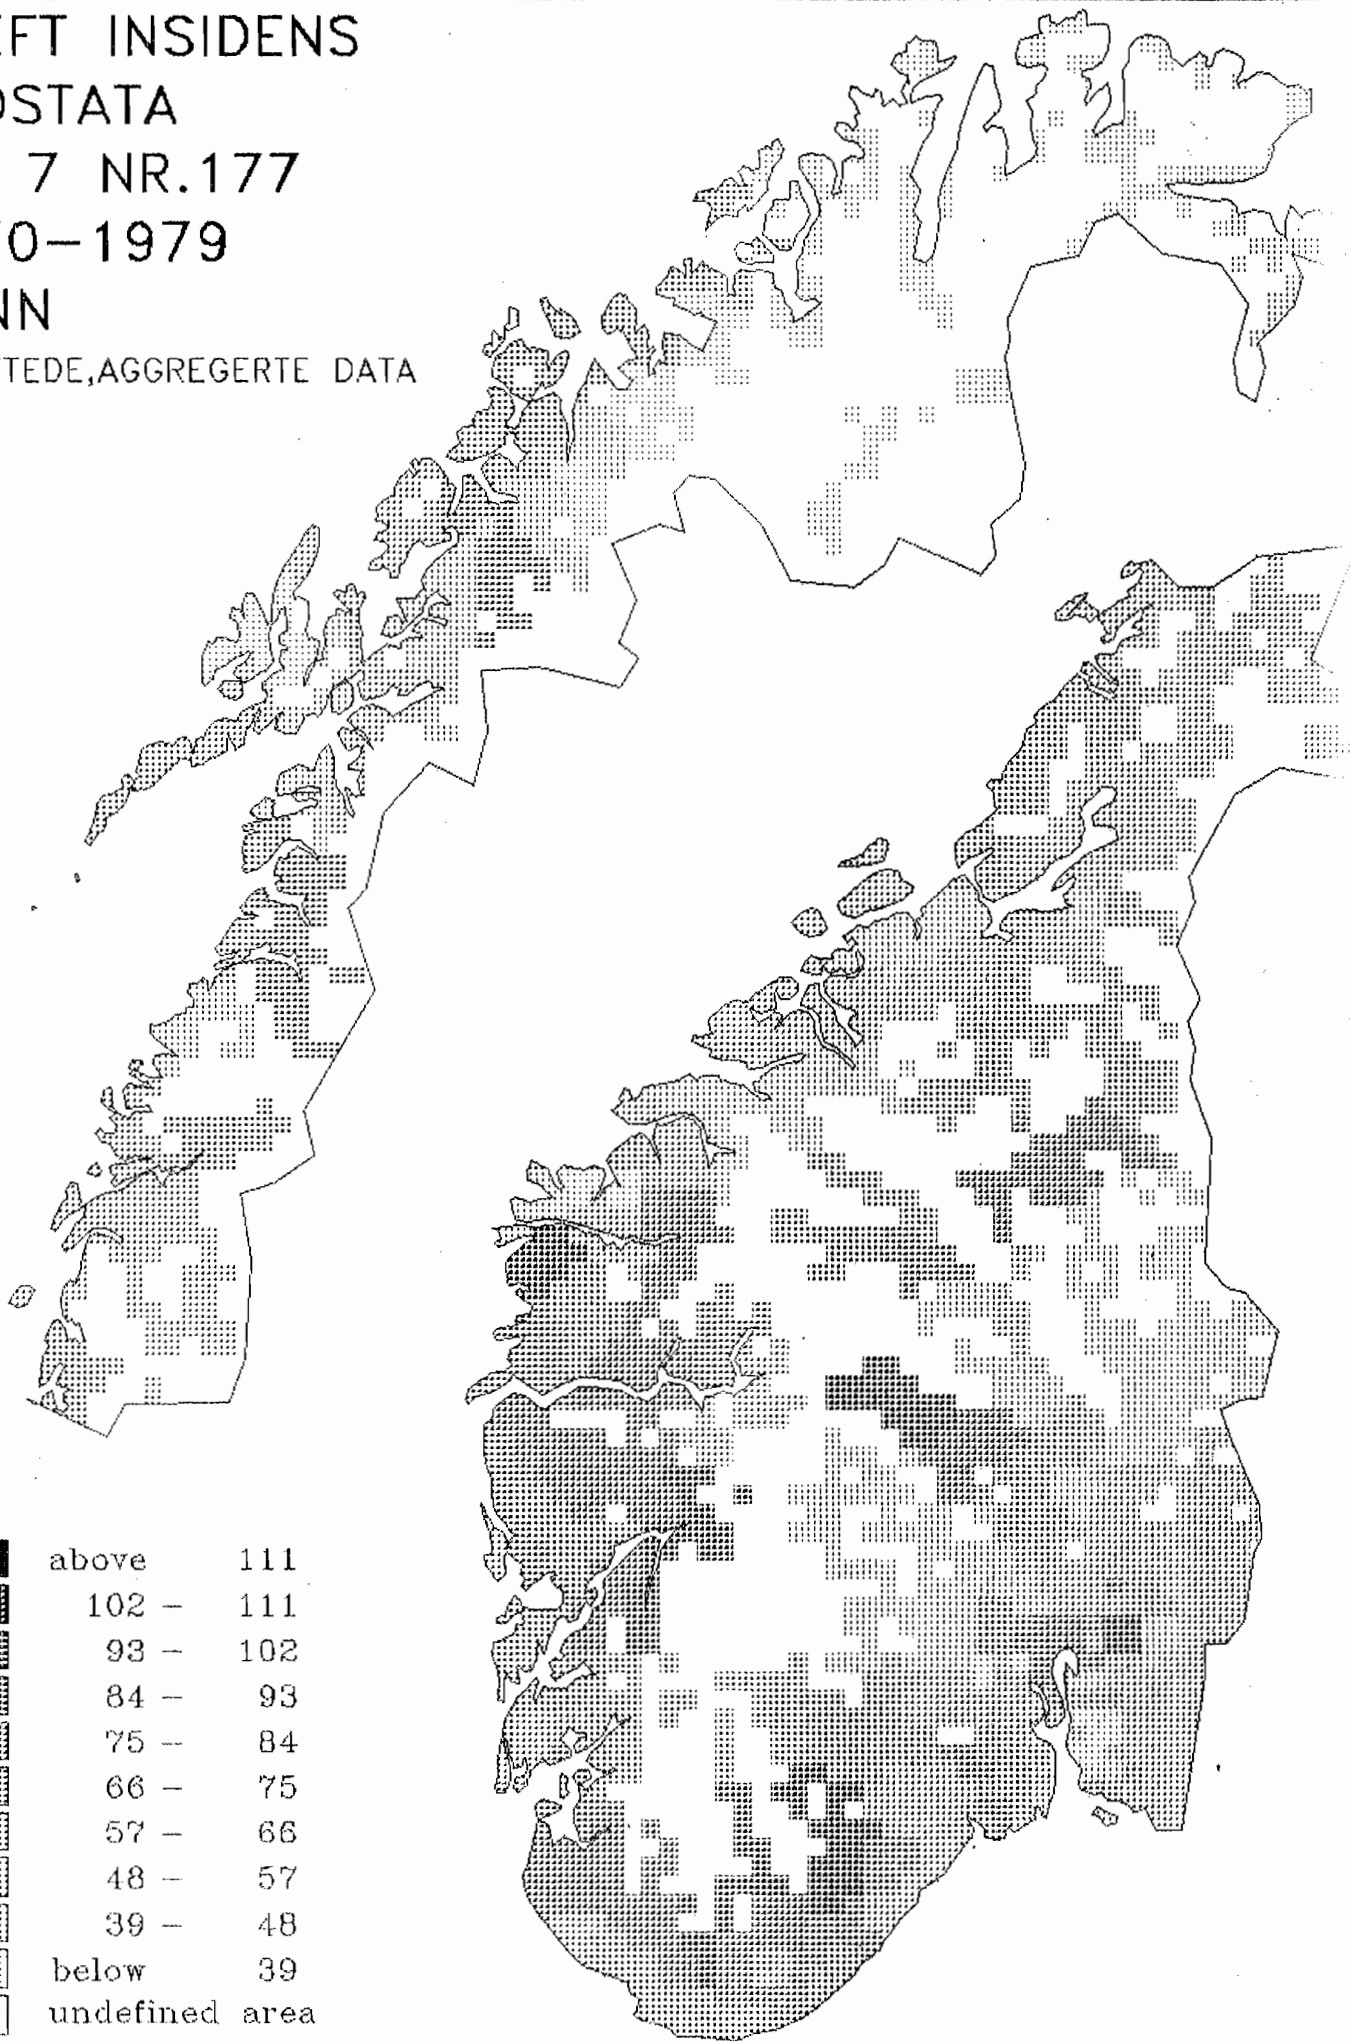 EFT INSIDENS
OSTATA
7 NR.177
70-1979
NN
TEDE,AGGREGERTE DATA
above 111
102 - 111
93 - 102
84 - 93
75 - 84
66 - 75
57 - 66
48 - 57
39 - 48
below 39
undefined area